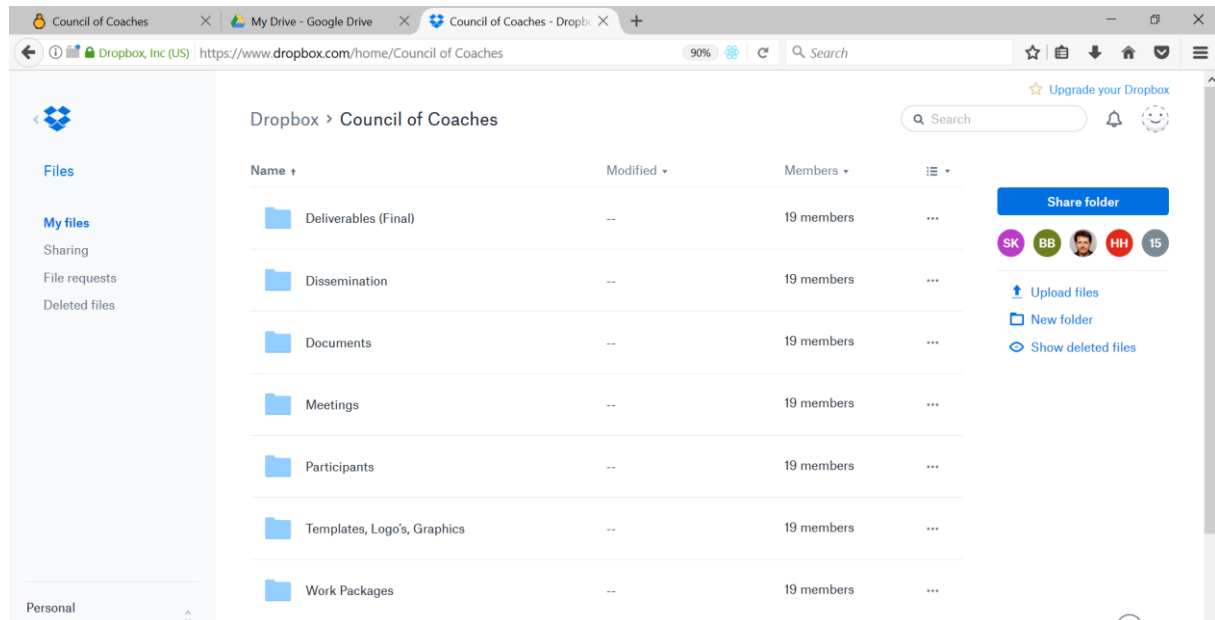 Council of Coaches
My Drive - Google Drive
Council of Coaches - Dropbo
Dropbox, Inc (US) https://www.dropbox.com/home/Council of Coaches 90% Search
Upgrade your Dropbox
Dropbox > Council of Coaches
Search
Files
Name Modified Members
Share folder
My files
Sharing
File requests
Deleted files
Deliverables (Final) -- 19 members ...
Dissemination -- 19 members ...
Documents -- 19 members ...
Meetings -- 19 members ...
Participants -- 19 members ...
Templates, Logo's, Graphics -- 19 members ...
Work Packages -- 19 members ...
SK BB HH 15
Upload files
New folder
Show deleted files
Personal